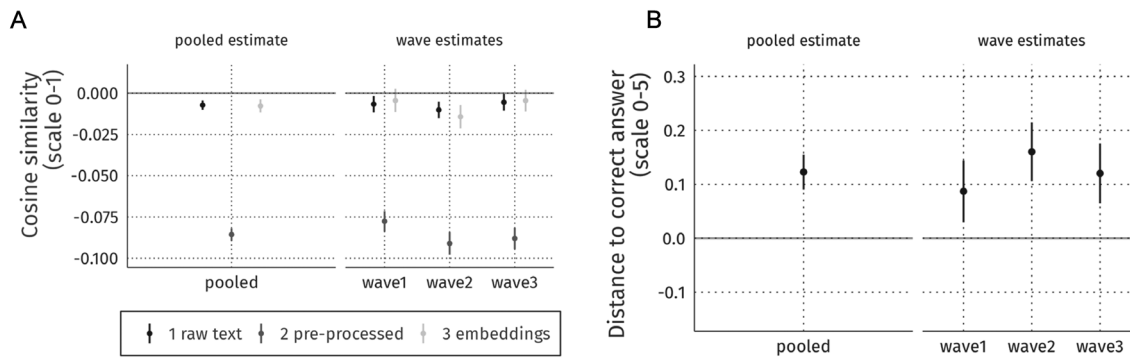 A
pooled estimate
wave estimates
Cosine similarity
(scale 0–1)
0.000
-0.025
-0.050
-0.075
-0.100
pooled
wave1
wave2
wave3
1 raw text
2 pre-processed
3 embeddings
B
pooled estimate
wave estimates
Distance to correct answer
(scale 0–5)
0.3
0.2
0.1
0.0
-0.1
pooled
wave1
wave2
wave3